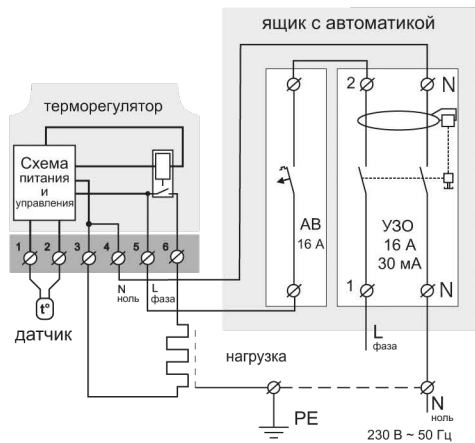 ящик с автоматикой
терморегулятор
Схема
питания
и
управления
1 2 3 4 5 6
N
ноль
L
фаза
t°
датчик
нагрузка
2
N
АВ
16 А
УЗО
16 А
30 мА
1
N
L
фаза
PE
N
ноль
230 В ~ 50 Гц